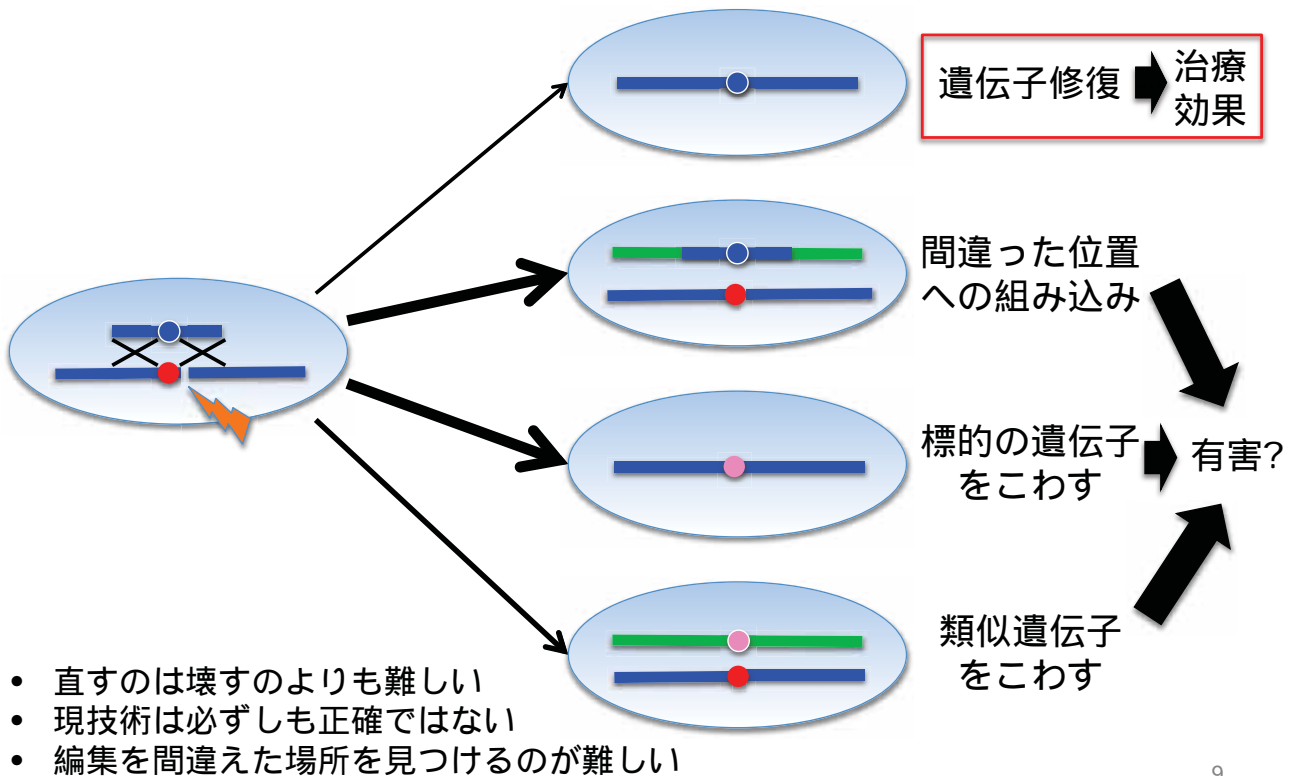 遺伝子修復
治療
効果
間違った位置
への組み込み
標的の遺伝子
をこわす
有害?
類似遺伝子
をこわす
• 直すのは壊すのよりも難しい
• 現技術は必ずしも正確ではない
• 編集を間違えた場所を見つけるのが難しい
9